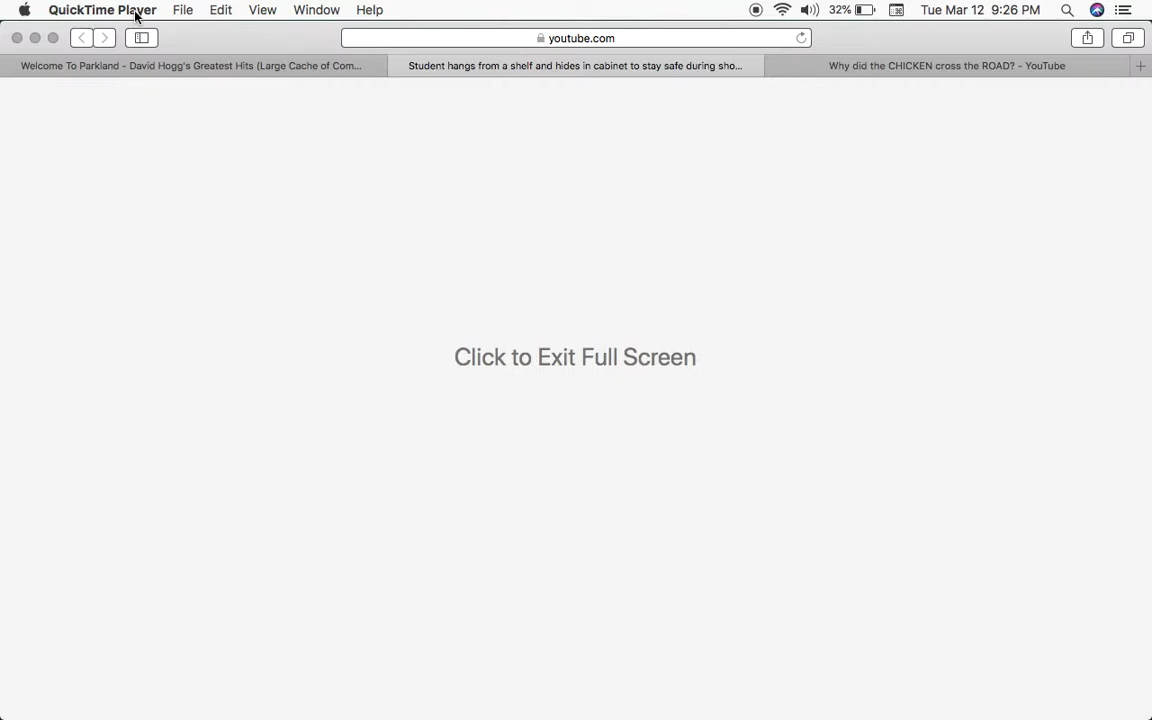 QuickTime Player File Edit View Window Help 32% Tue Mar 12 9:26 PM
youtube.com
Welcome To Parkland - David Hogg's Greatest Hits (Large Cache of Com... Student hangs from a shelf and hides in cabinet to stay safe during sho... Why did the CHICKEN cross the ROAD? - YouTube
Click to Exit Full Screen